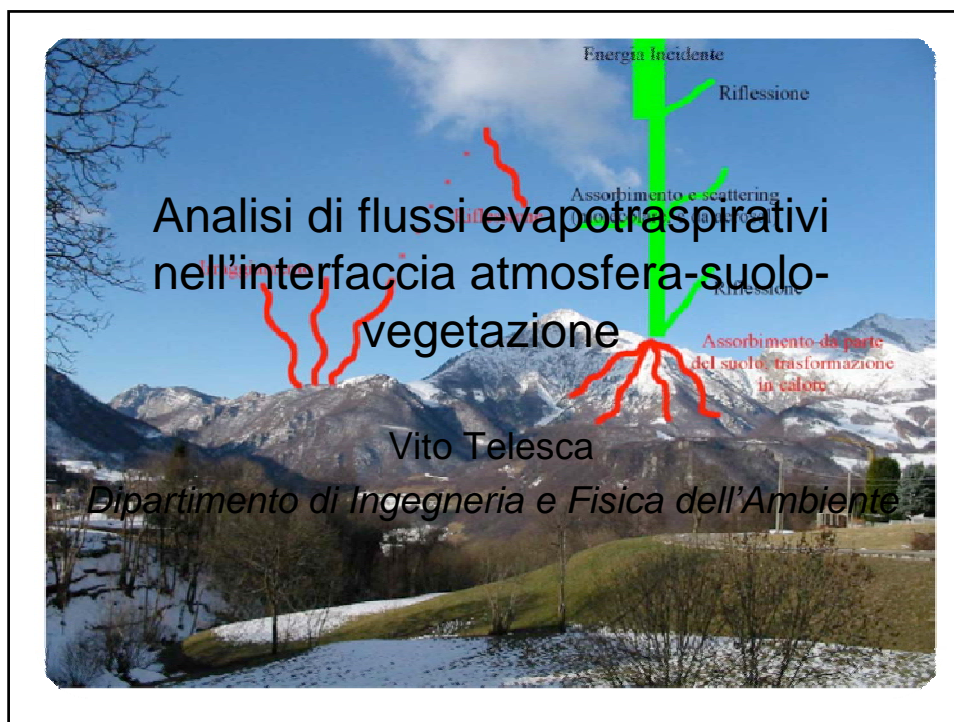 Energia Incidente
Riflessione
Assorbimento e scattering
Riflessione
Analisi di flussi evapotraspirativi
nell’interfaccia atmosfera-suolo-
vegetazione
Riflessione
Assorbimento da parte
del suolo, trasformazione
in calore
Vito Telesca
Dipartimento di Ingegneria e Fisica dell’Ambiente